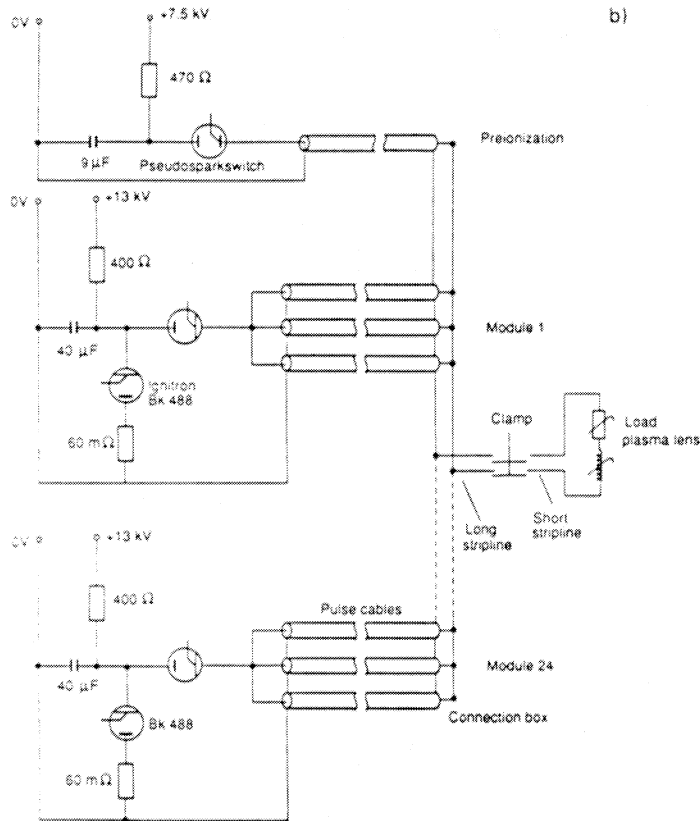 b)
0V
+7.5 kV
470 Ω
9 µF
Pseudosparkswitch
Preionization
0V
+13 kV
400 Ω
40 µF
Ignitron
Bk 488
60 mΩ
Module 1
Clamp
Load
plasma lens
Long
stripline
Short
stripline
0V
+13 kV
400 Ω
Pulse cables
40 µF
Bk 488
60 mΩ
Module 24
Connection box